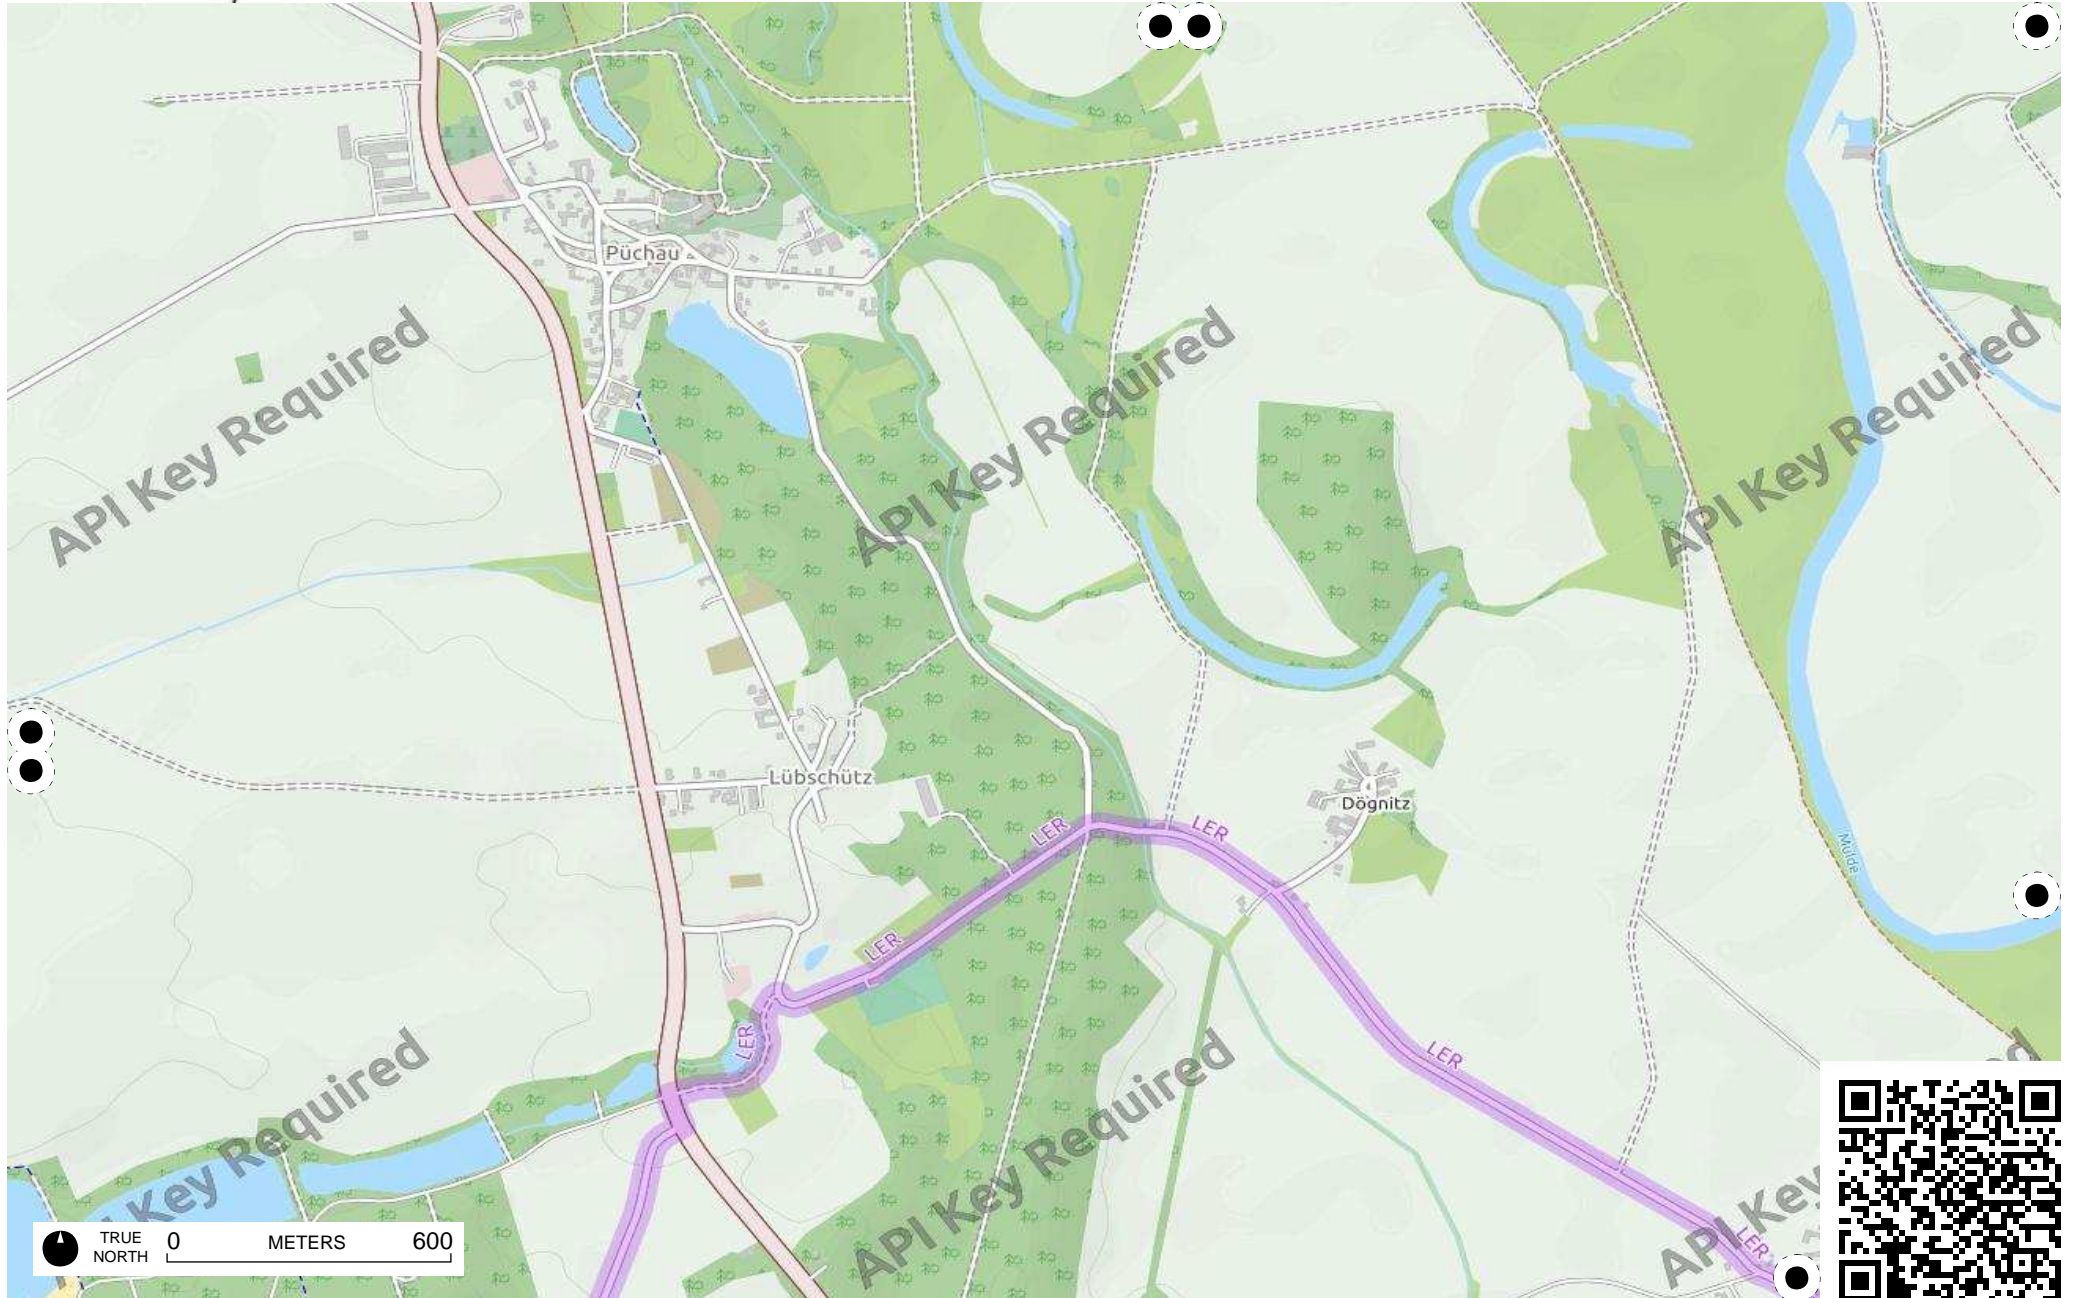 Püchau
API Key Required
API Key Required
API Key Required
Lübschütz
Dögnitz
LER
LER
LER
LER
Mulde
LER
API Key Required
API Key Required
Key Required
API Key
LER
TRUE
NORTH
0 METERS 600